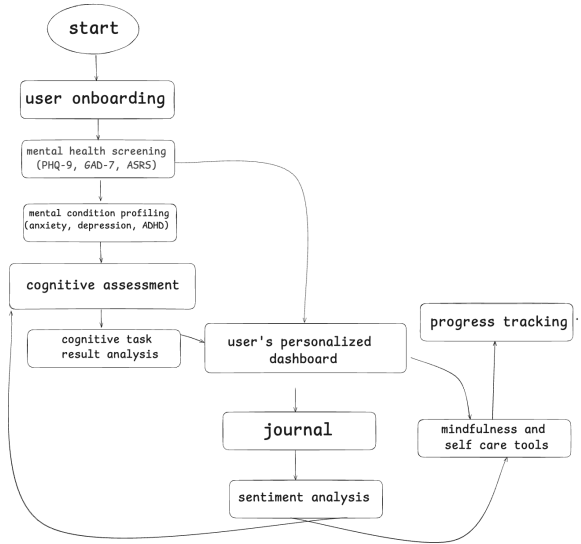 start
user onboarding
mental health screening
(PHQ-9, GAD-7, ASRS)
mental condition profiling
(anxiety, depression, ADHD)
cognitive assessment
cognitive task
result analysis
user's personalized
dashboard
progress tracking
journal
mindfulness and
self care tools
sentiment analysis